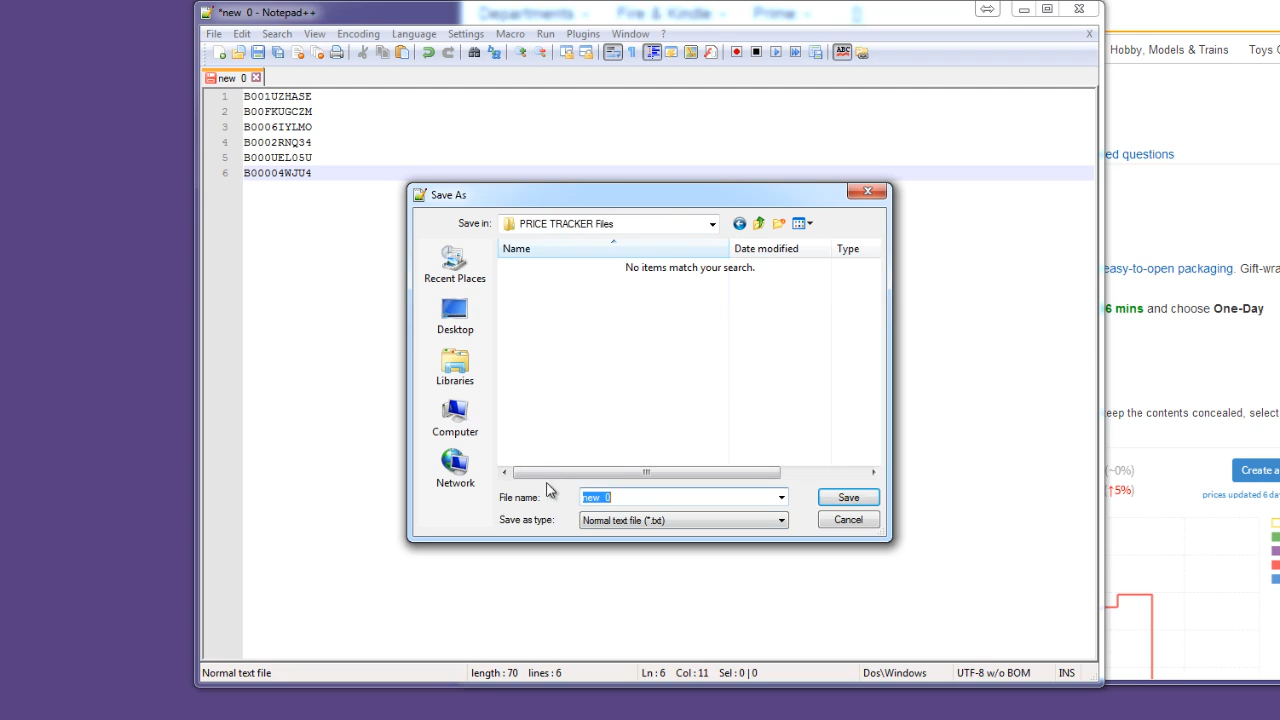 *new 0 - Notepad++
Departments Fire & Kindle Prime
File Edit Search View Encoding Language Settings Macro Run Plugins Window ? X
Hobby, Models & Trains Toys
ABC
new 0
1 B001UZHASE
2 B00FKUGCZM
3 B0006IYLMO
4 B0002RNQ34
5 B000UEL05U
6 B00004WJU4
ed questions
Save As
Save in: PRICE TRACKER Files
Name Date modified Type
No items match your search.
Recent Places
Desktop
Libraries
Computer
Network
File name: new 0 Save
Save as type: Normal text file (*.txt) Cancel
easy-to-open packaging. Gift-wra
6 mins and choose One-Day
eep the contents concealed, select
(~0%) Create a
(↑5%) prices updated 6 da
Normal text file length : 70 lines : 6 Ln : 6 Col : 11 Sel : 0 | 0 Dos\Windows UTF-8 w/o BOM INS